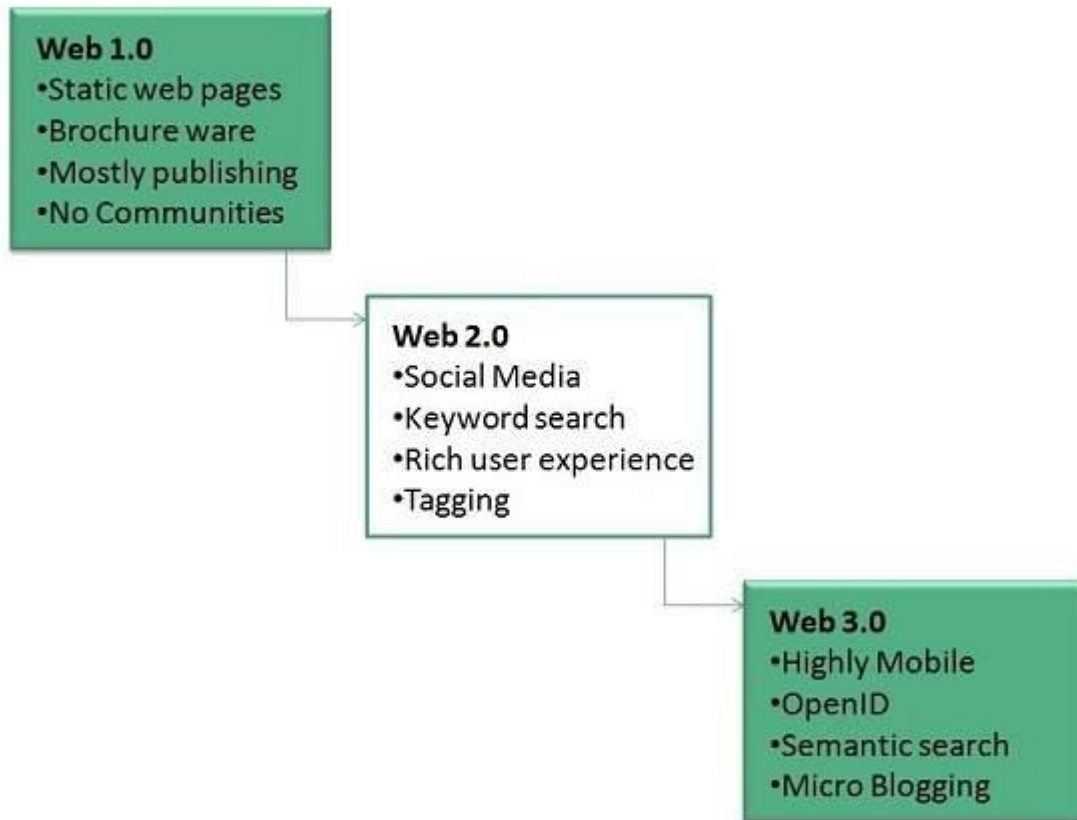 Web 1.0
•Static web pages
•Brochure ware
•Mostly publishing
•No Communities
Web 2.0
•Social Media
•Keyword search
•Rich user experience
•Tagging
Web 3.0
•Highly Mobile
•OpenID
•Semantic search
•Micro Blogging